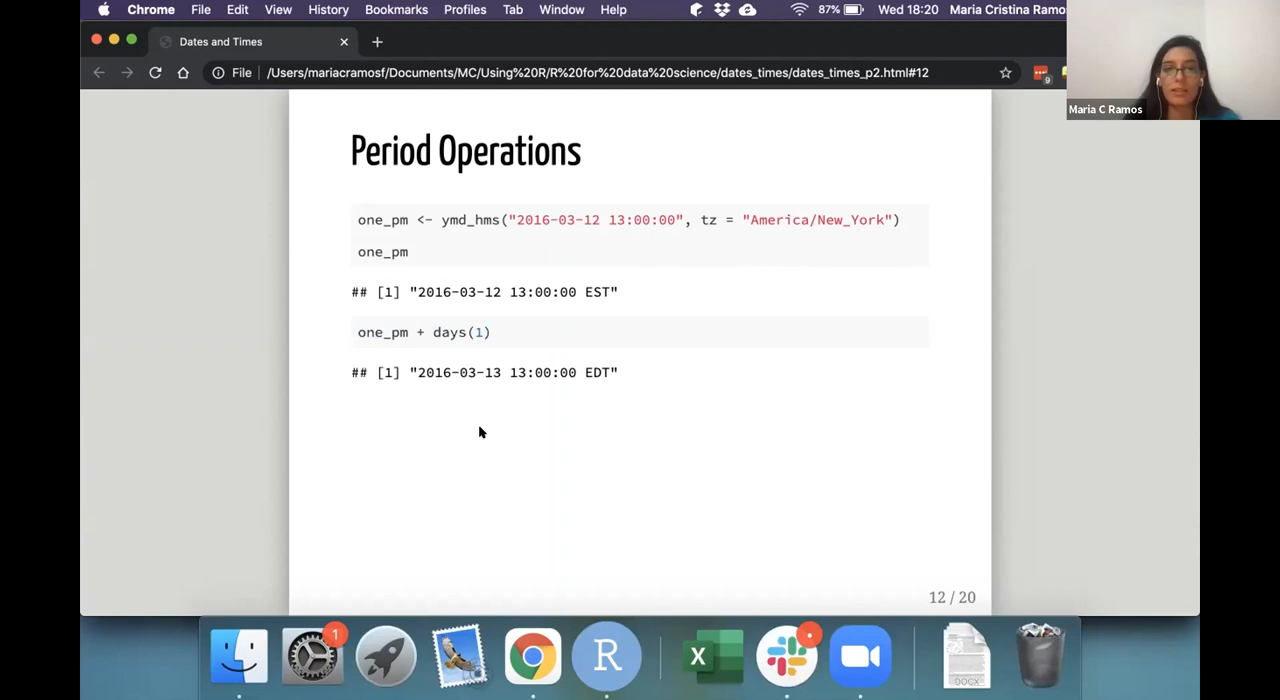 Chrome File Edit View History Bookmarks Profiles Tab Window Help 87% Wed 18:20 Maria Cristina Ramo
Dates and Times
File /Users/mariacramosf/Documents/MC/Using%20R/R%20for%20data%20science/dates_times/dates_times_p2.html#12
9
Maria C Ramos
Period Operations
one_pm <- ymd_hms("2016-03-12 13:00:00", tz = "America/New_York")
one_pm
## [1] "2016-03-12 13:00:00 EST"
one_pm + days(1)
## [1] "2016-03-13 13:00:00 EDT"
12 / 20
1
R
X
DOCX